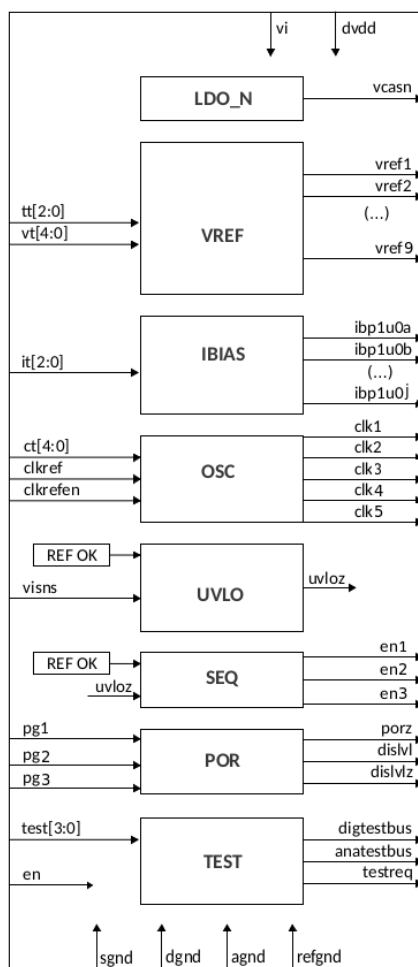 vi dvdd
LDO_N vcasn
vref1
tt[2:0] vref2
vt[4:0] VREF (...)
vref9
ibp1u0a
it[2:0] IBIAS ibp1u0b
(...)
ibp1u0j
clk1
ct[4:0] clk2
clkref OSC clk3
clkrefen clk4
clk5
REF OK
visns UVLO uvloz
REF OK en1
uvloz SEQ en2
en3
pg1 porz
pg2 POR dislvl
pg3 dislvlz
test[3:0] digtestbus
TEST anatestbus
en testreq
sgnd dgnd agnd refgnd